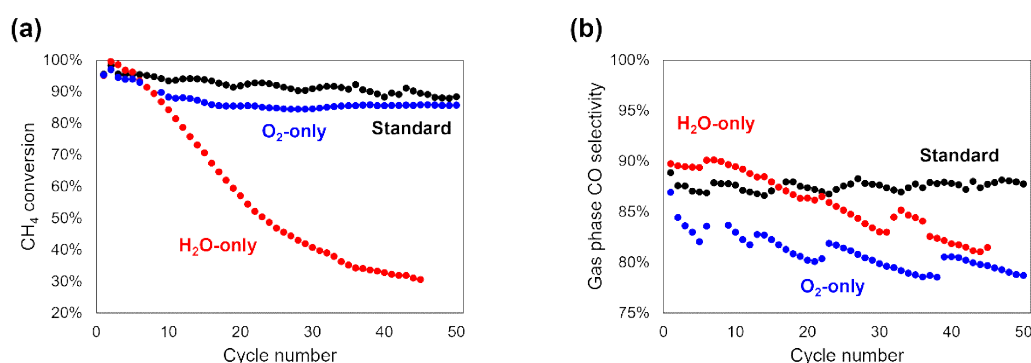 (a)
100%
90%
80%
70%
60%
50%
40%
30%
20%
CH₄ conversion
Standard
O₂-only
H₂O-only
0 10 20 30 40 50
Cycle number
(b)
100%
95%
90%
85%
80%
75%
Gas phase CO selectivity
H₂O-only
Standard
O₂-only
0 10 20 30 40 50
Cycle number